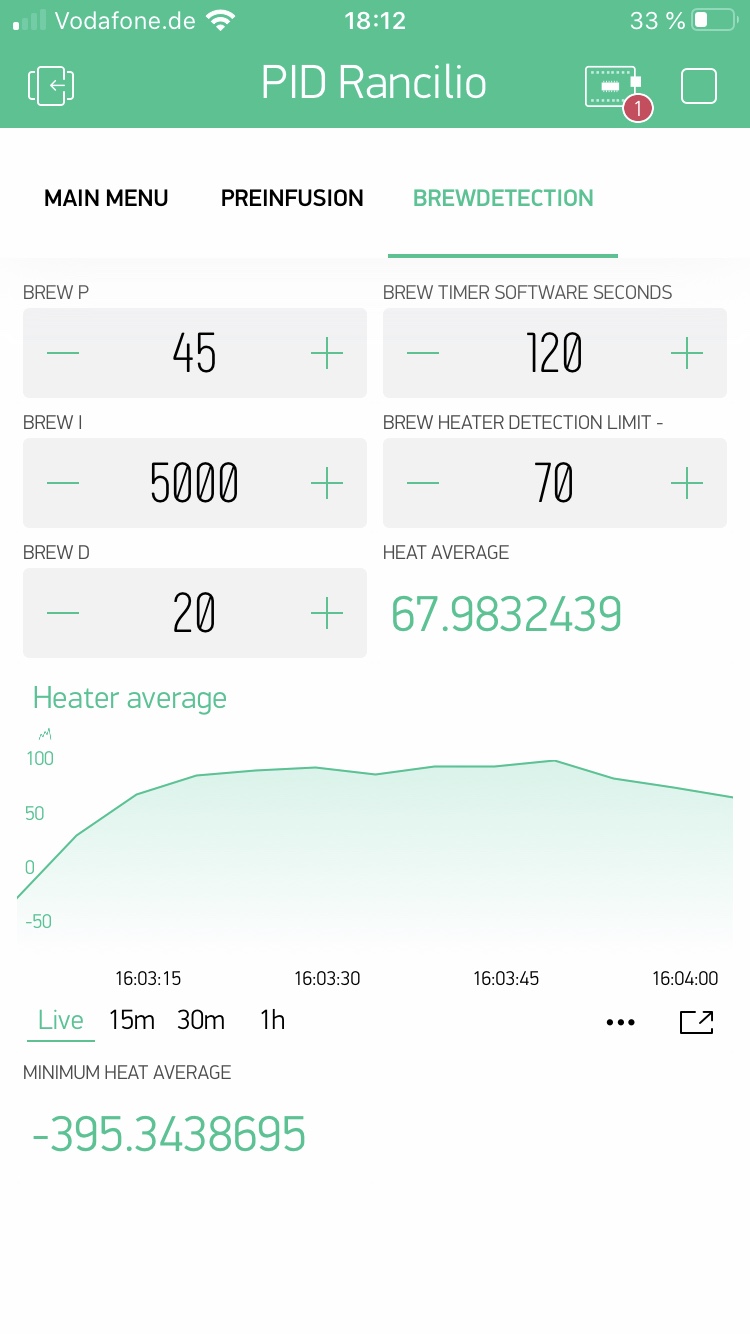 Vodafone.de 18:12 33 %
PID Rancilio 1
MAIN MENU PREINFUSION BREWDETECTION
BREW P BREW TIMER SOFTWARE SECONDS
45 120
BREW I BREW HEATER DETECTION LIMIT -
5000 70
BREW D HEAT AVERAGE
20 67.9832439
Heater average
100
50
0
-50
16:03:15 16:03:30 16:03:45 16:04:00
Live 15m 30m 1h
MINIMUM HEAT AVERAGE
-395.3438695